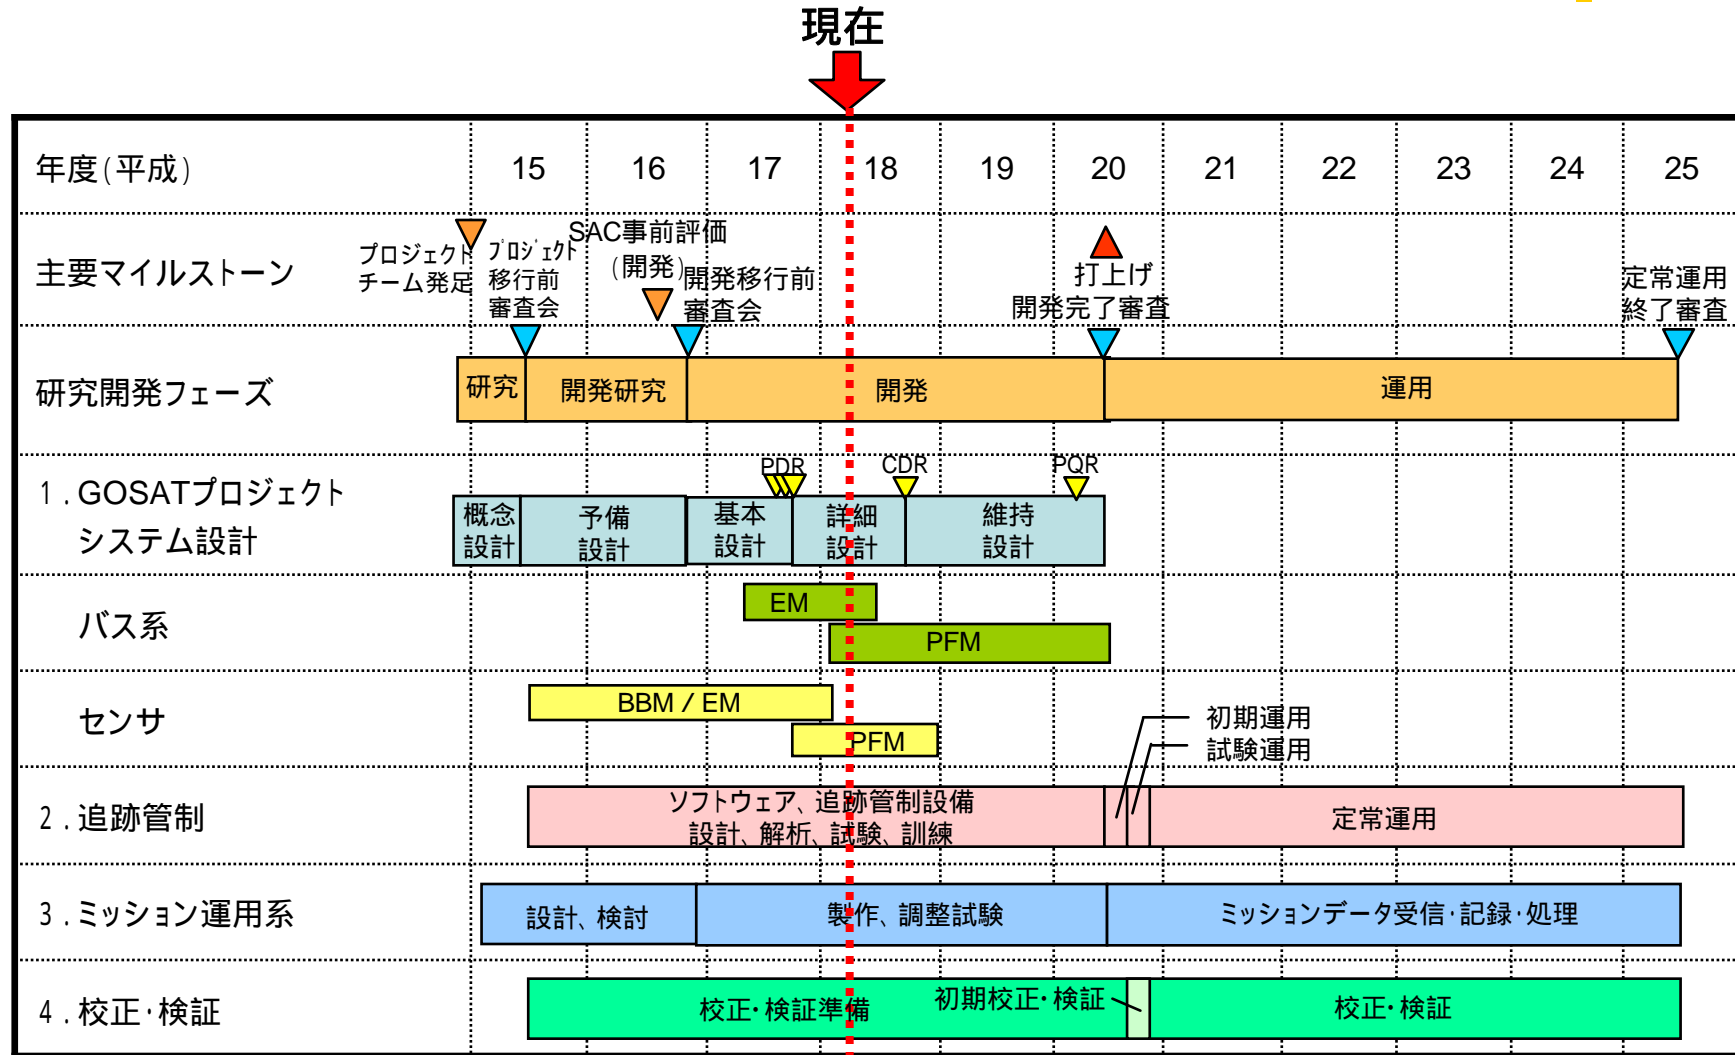 現在
年度(平成) 15 16 17 18 19 20 21 22 23 24 25
主要マイルストーン
プロジェクト
チーム発足
プロジェクト
移行前
審査会
SAC事前評価
(開発)
開発移行前
審査会
打上げ
開発完了審査
定常運用
終了審査
研究開発フェーズ
研究 開発研究 開発 運用
PDR CDR PQR
1.GOSATプロジェクト
システム設計
概念
設計
予備
設計
基本
設計
詳細
設計
維持
設計
バス系
EM
PFM
センサ
BBM / EM
PFM
初期運用
試験運用
2.追跡管制
ソフトウェア、追跡管制設備
設計、解析、試験、訓練
定常運用
3.ミッション運用系
設計、検討 製作、調整試験 ミッションデータ受信・記録・処理
4.校正・検証
校正・検証準備 初期校正・検証 校正・検証